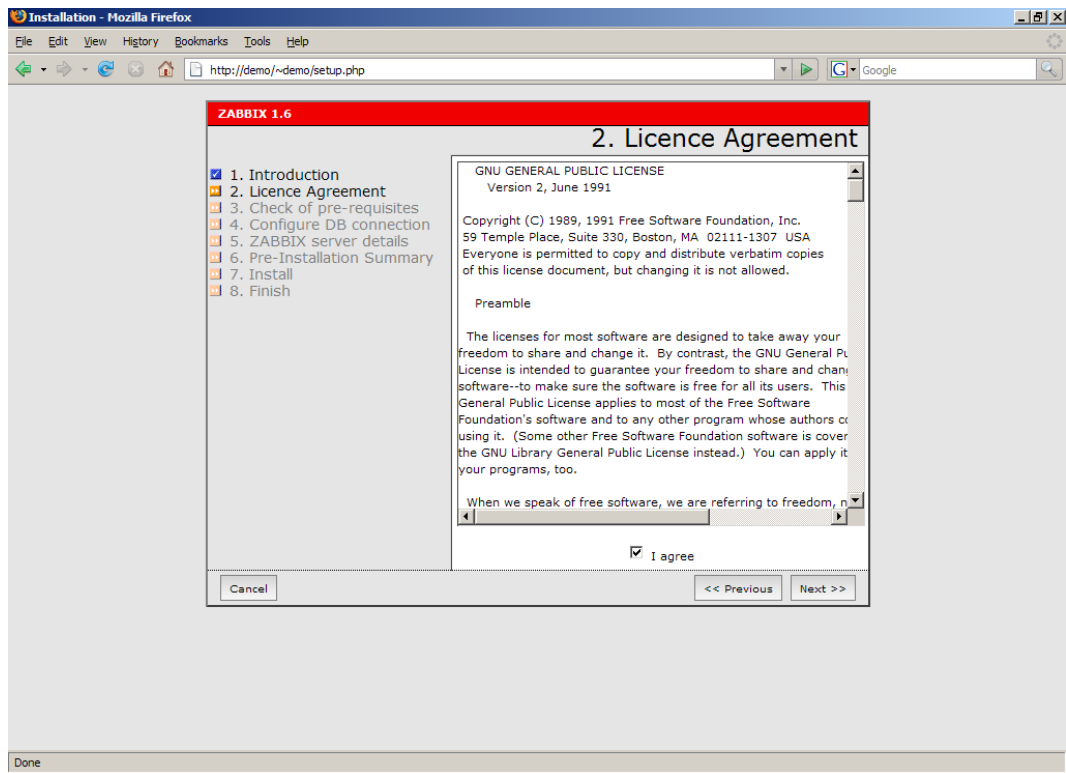 Installation - Mozilla Firefox
File Edit View History Bookmarks Tools Help
http://demo/~demo/setup.php
G Google
ZABBIX 1.6
2. Licence Agreement
1. Introduction
2. Licence Agreement
3. Check of pre-requisites
4. Configure DB connection
5. ZABBIX server details
6. Pre-Installation Summary
7. Install
8. Finish
GNU GENERAL PUBLIC LICENSE
Version 2, June 1991
Copyright (C) 1989, 1991 Free Software Foundation, Inc.
59 Temple Place, Suite 330, Boston, MA 02111-1307 USA
Everyone is permitted to copy and distribute verbatim copies
of this license document, but changing it is not allowed.
Preamble
The licenses for most software are designed to take away your
freedom to share and change it. By contrast, the GNU General Pu
License is intended to guarantee your freedom to share and chang
software--to make sure the software is free for all its users. This
General Public License applies to most of the Free Software
Foundation's software and to any other program whose authors co
using it. (Some other Free Software Foundation software is cover
the GNU Library General Public License instead.) You can apply it
your programs, too.
When we speak of free software, we are referring to freedom, n
I agree
Cancel
<< Previous
Next >>
Done